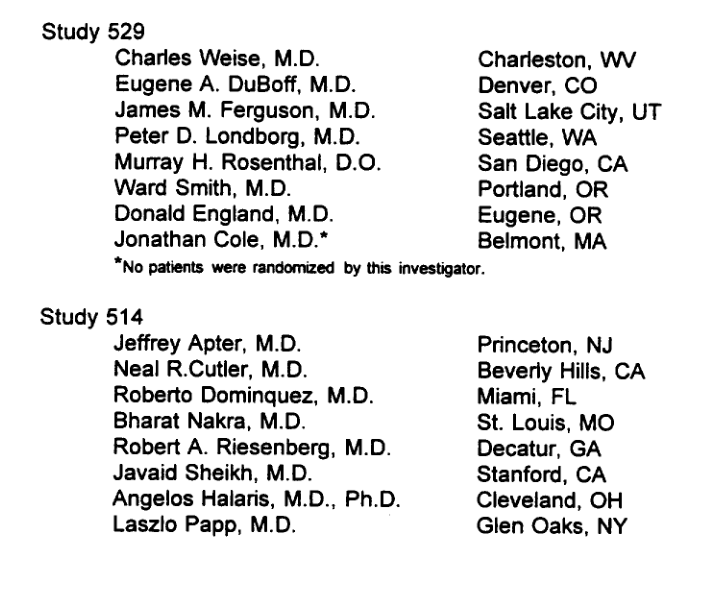 Study 529
Charles Weise, M.D. Charleston, WV
Eugene A. DuBoff, M.D. Denver, CO
James M. Ferguson, M.D. Salt Lake City, UT
Peter D. Londborg, M.D. Seattle, WA
Murray H. Rosenthal, D.O. San Diego, CA
Ward Smith, M.D. Portland, OR
Donald England, M.D. Eugene, OR
Jonathan Cole, M.D.* Belmont, MA
*No patients were randomized by this investigator.
Study 514
Jeffrey Apter, M.D. Princeton, NJ
Neal R.Cutler, M.D. Beverly Hills, CA
Roberto Dominquez, M.D. Miami, FL
Bharat Nakra, M.D. St. Louis, MO
Robert A. Riesenberg, M.D. Decatur, GA
Javaid Sheikh, M.D. Stanford, CA
Angelos Halaris, M.D., Ph.D. Cleveland, OH
Laszlo Papp, M.D. Glen Oaks, NY